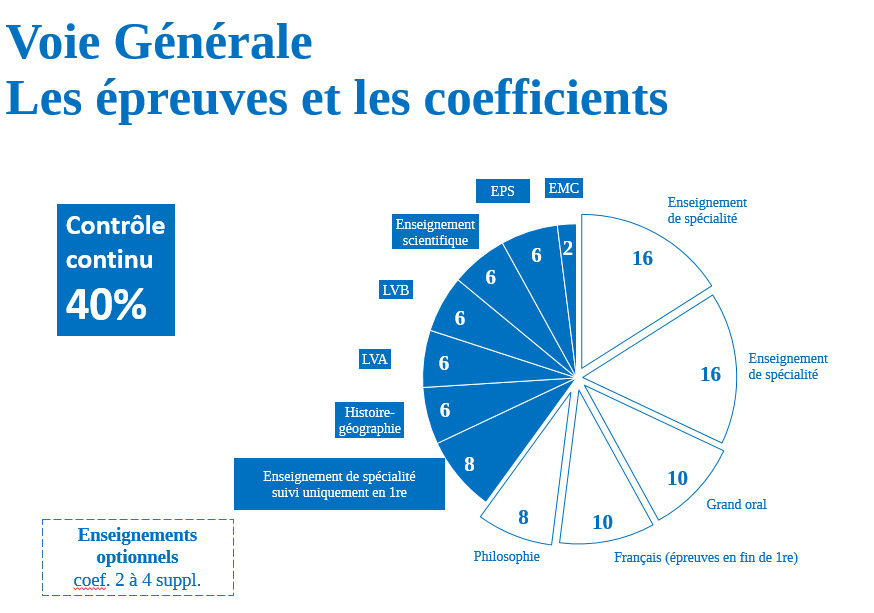 Voie Générale
Les épreuves et les coefficients
Contrôle
continu
40%
EPS
EMC
Enseignement
scientifique
LVB
LVA
Histoire-
géographie
Enseignement de spécialité
suivi uniquement en 1re
Enseignement
de spécialité
Enseignement
de spécialité
Grand oral
Français (épreuves en fin de 1re)
Philosophie
2
6
6
6
6
6
8
16
16
10
10
8
Enseignements
optionnels
coef. 2 à 4 suppl.